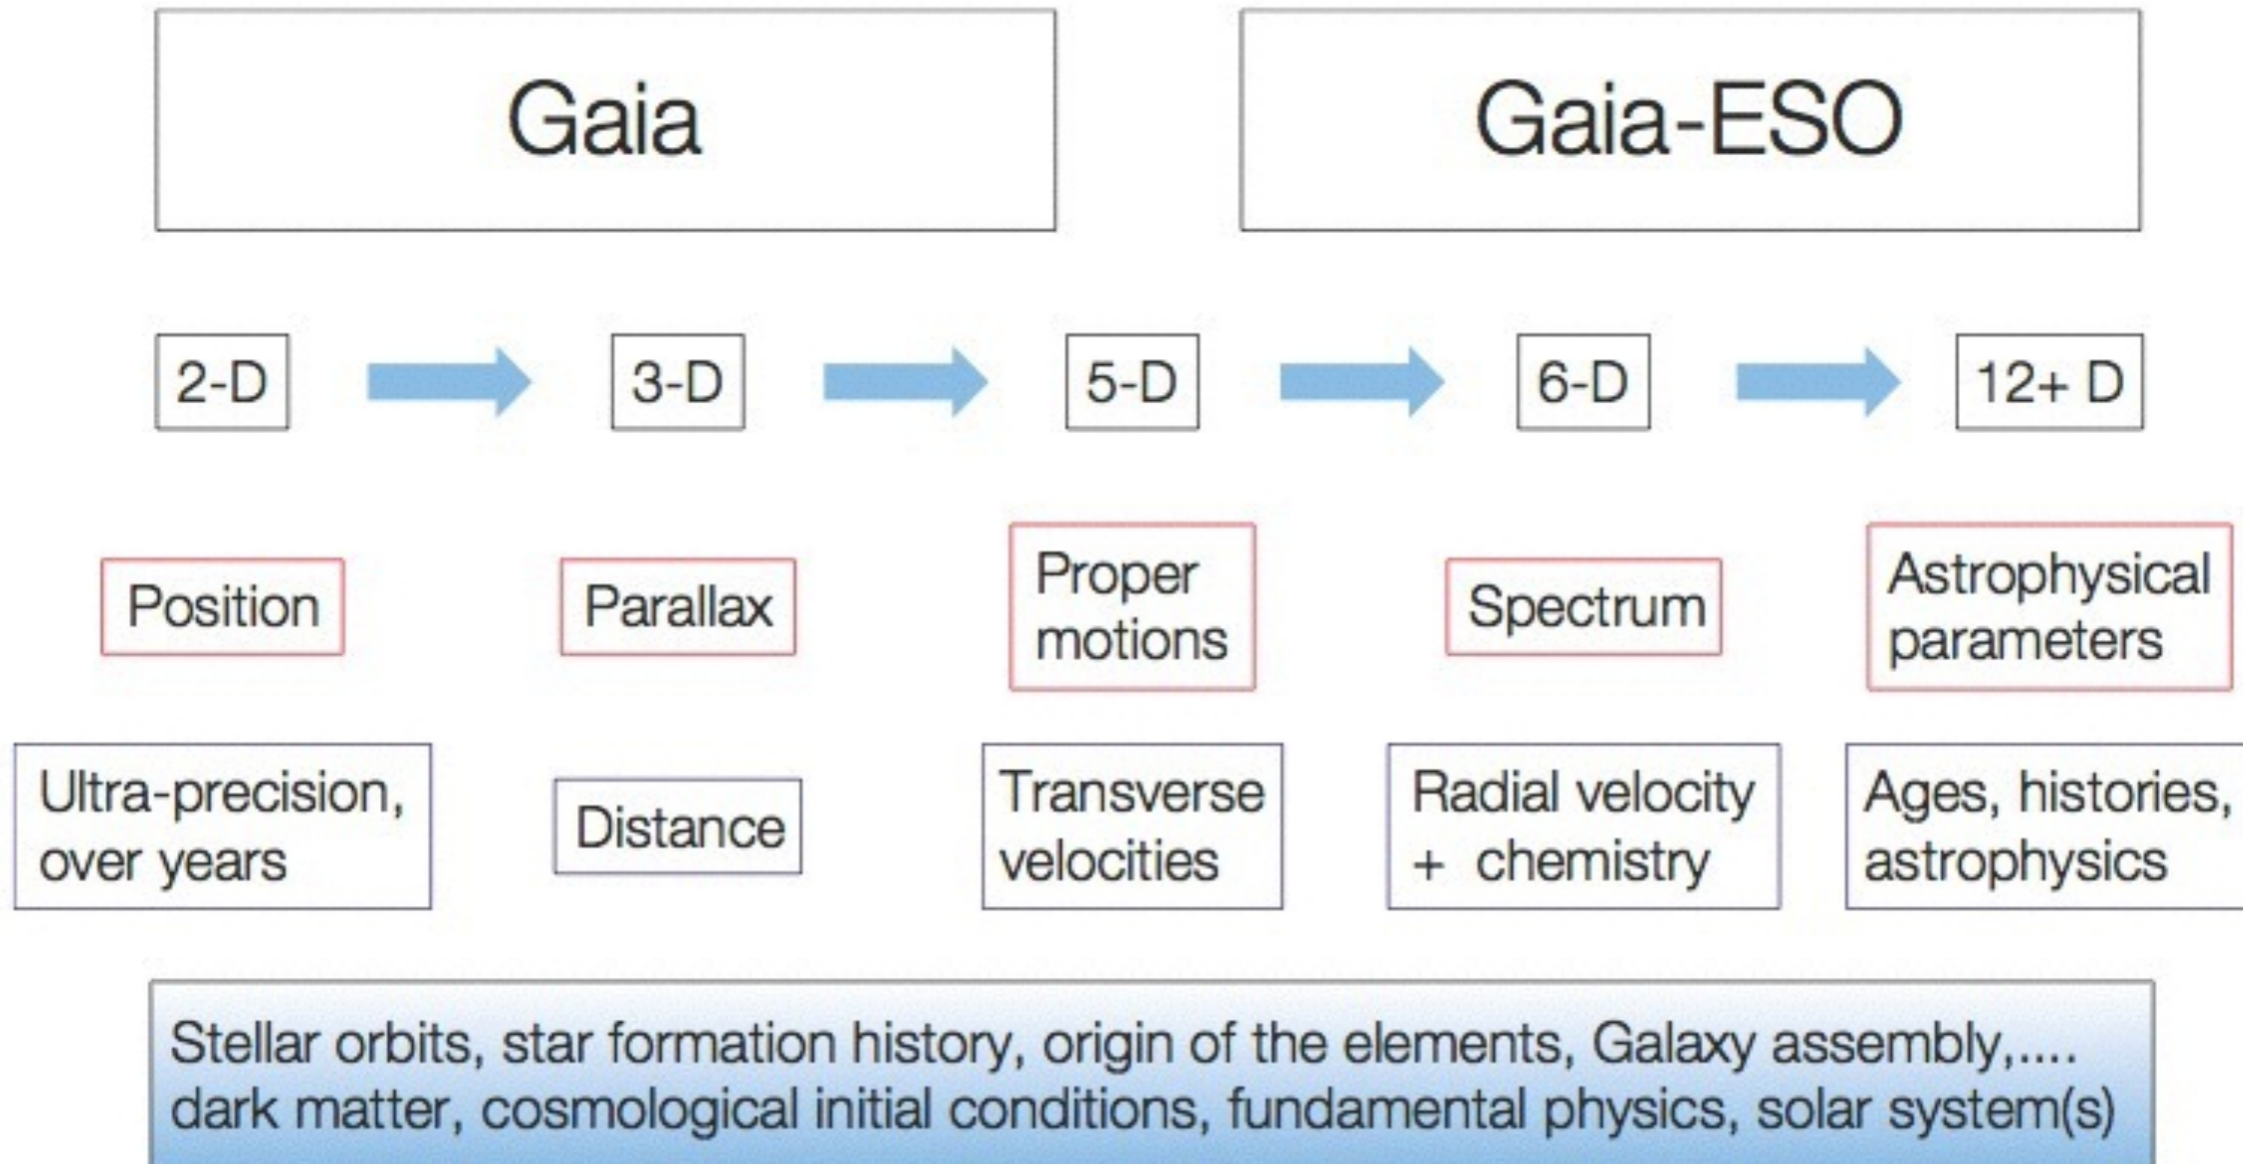 Gaia
Gaia-ESO
2-D
3-D
5-D
6-D
12+ D
Position
Parallax
Proper
motions
Spectrum
Astrophysical
parameters
Ultra-precision,
over years
Distance
Transverse
velocities
Radial velocity
+ chemistry
Ages, histories,
astrophysics
Stellar orbits, star formation history, origin of the elements, Galaxy assembly,....
dark matter, cosmological initial conditions, fundamental physics, solar system(s)